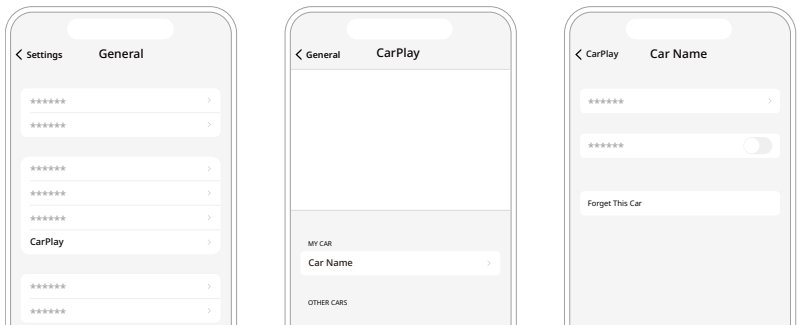 Settings
General
******
******
******
******
******
CarPlay
******
******
General
CarPlay
MY CAR
Car Name
OTHER CARS
CarPlay
Car Name
******
******
Forget This Car